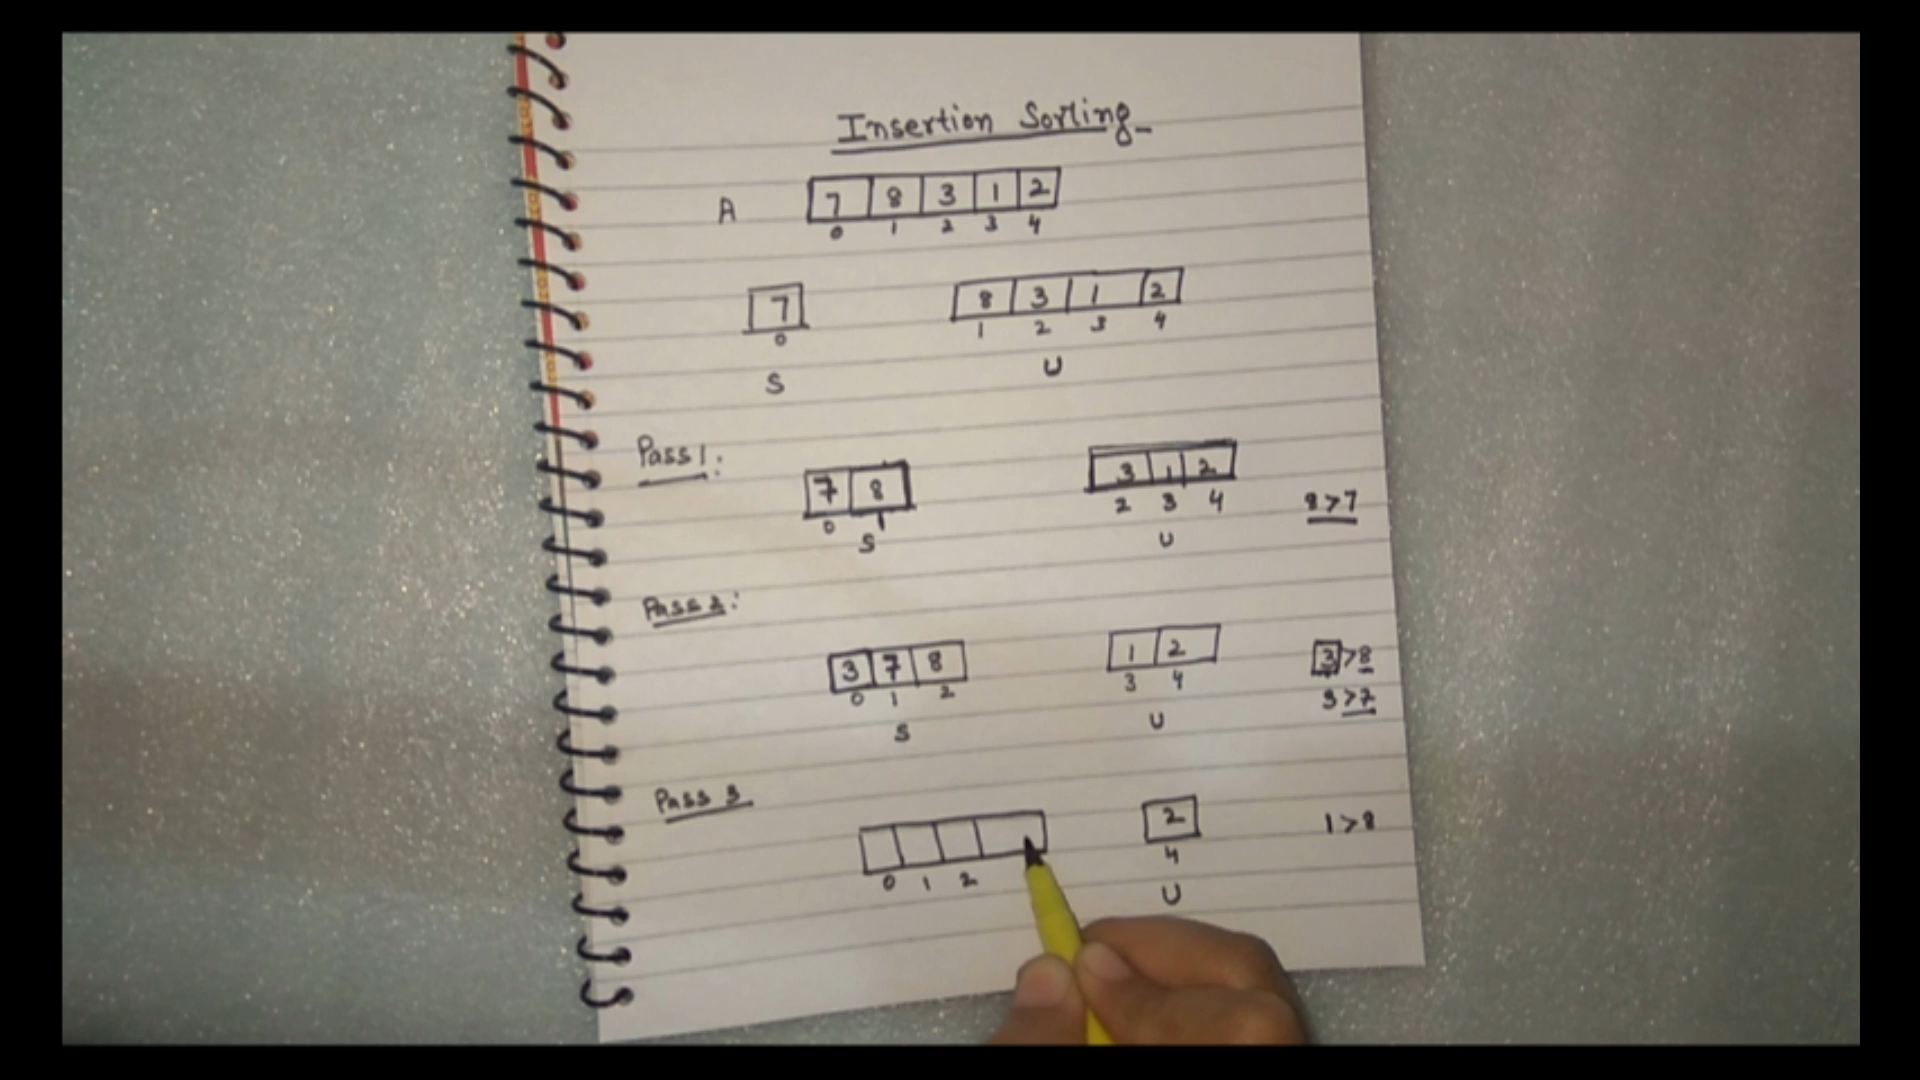 Insertion Sorting
A 7 8 3 1 2
0 1 2 3 4
7 8 3 1 2
0 1 2 3 4
S U
Pass 1:
7 8 3 1 2
0 1 2 3 4 8>7
S U
Pass 2:
3 7 8 1 2 3>8
0 1 2 3 4 3>7
S U
Pass 3
2 1>8
0 1 2 4
U